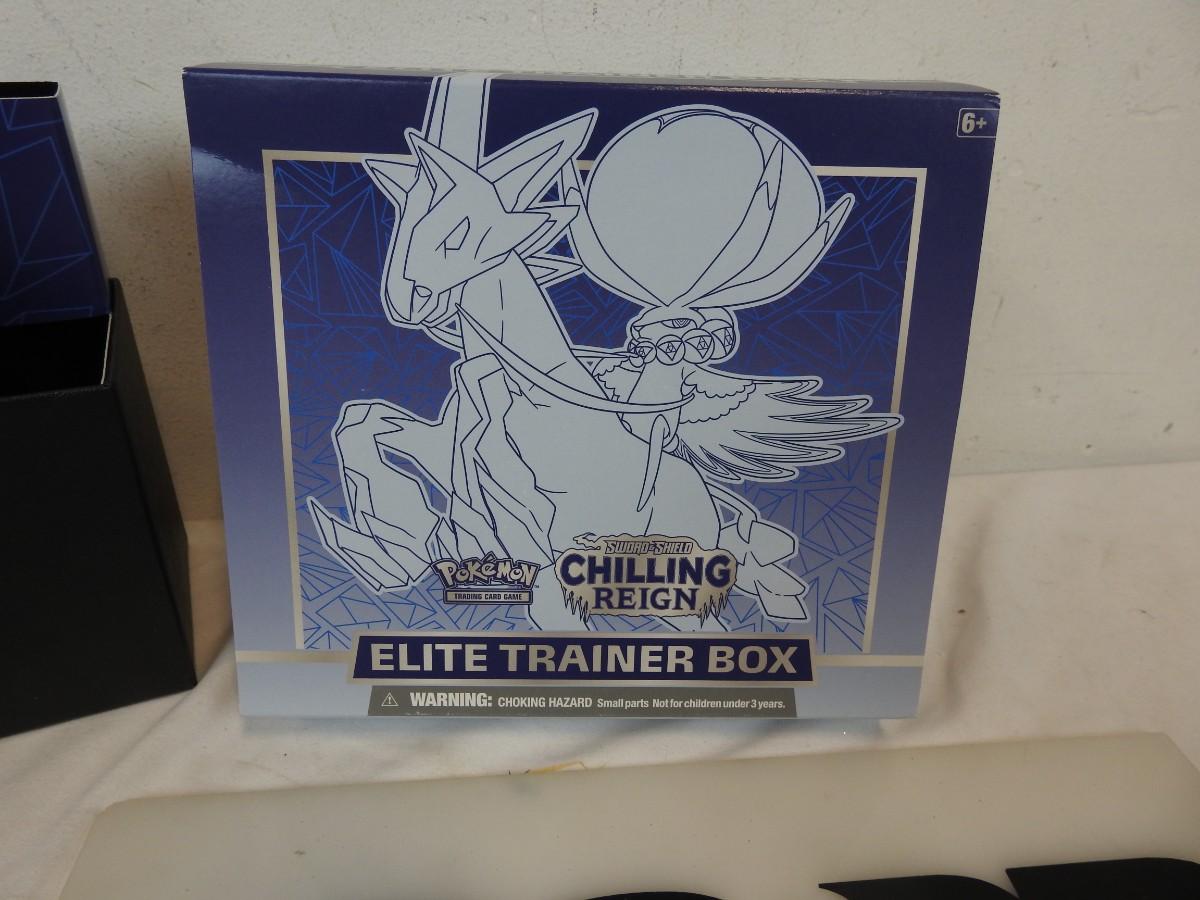 6+
SWORD & SHIELD
POKéMON
CHILLING
TRADING CARD GAME
REIGN
ELITE TRAINER BOX
WARNING: CHOKING HAZARD Small parts Not for children under 3 years.